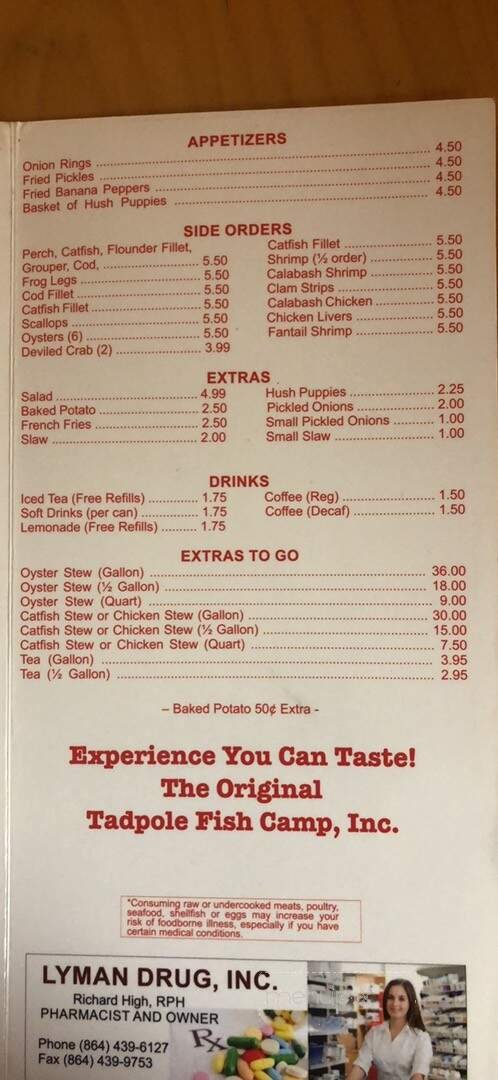 APPETIZERS
Onion Rings 4.50
Fried Pickles 4.50
Fried Banana Peppers 4.50
Basket of Hush Puppies 4.50
SIDE ORDERS
Perch, Catfish, Flounder Fillet,
Grouper, Cod, 5.50
Frog Legs 5.50
Cod Fillet 5.50
Catfish Fillet 5.50
Scallops 5.50
Oysters (6) 5.50
Deviled Crab (2) 3.99
Catfish Fillet 5.50
Shrimp (½ order) 5.50
Calabash Shrimp 5.50
Clam Strips 5.50
Calabash Chicken 5.50
Chicken Livers 5.50
Fantail Shrimp 5.50
EXTRAS
Salad 4.99
Baked Potato 2.50
French Fries 2.50
Slaw 2.00
Hush Puppies 2.25
Pickled Onions 2.00
Small Pickled Onions 1.00
Small Slaw 1.00
DRINKS
Iced Tea (Free Refills) 1.75
Soft Drinks (per can) 1.75
Lemonade (Free Refills) 1.75
Coffee (Reg) 1.50
Coffee (Decaf) 1.50
EXTRAS TO GO
Oyster Stew (Gallon) 36.00
Oyster Stew (½ Gallon) 18.00
Oyster Stew (Quart) 9.00
Catfish Stew or Chicken Stew (Gallon) 30.00
Catfish Stew or Chicken Stew (½ Gallon) 15.00
Catfish Stew or Chicken Stew (Quart) 7.50
Tea (Gallon) 3.95
Tea (½ Gallon) 2.95
– Baked Potato 50¢ Extra -
Experience You Can Taste!
The Original
Tadpole Fish Camp, Inc.
*Consuming raw or undercooked meats, poultry,
seafood, shellfish or eggs may increase your
risk of foodborne illness, especially if you have
certain medical conditions.
LYMAN DRUG, INC.
Richard High, RPH
PHARMACIST AND OWNER
Phone (864) 439-6127
Fax (864) 439-9753
Rx